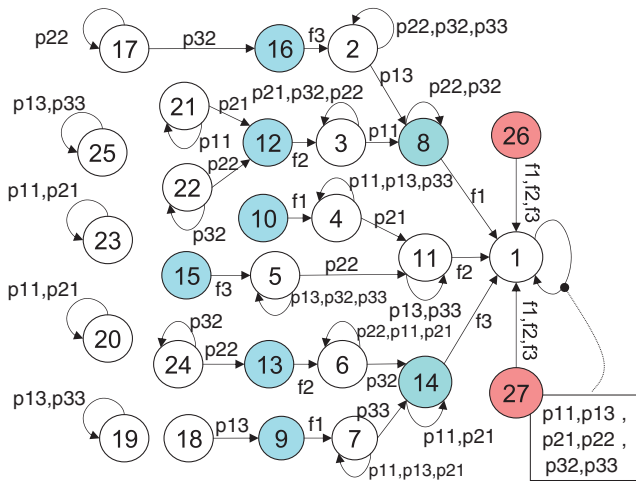 p22
17
p32
16
f3
2
p22,p32,p33
p13
p13,p33
25
21
p21
p11
12
f2
p21,p32,p22
3
p11
p22,p32
8
26
22
p22
p32
f1
f1,f2,f3
p11,p21
23
10
f1
p11,p13,p33
4
p21
11
f2
1
15
f3
5
p22
p13,p32,p33
p13,p33
p11,p21
20
p32
24
p22
13
f2
p22,p11,p21
6
p32
14
f3
f1,f2,f3
27
p13,p33
19
18
p13
9
f1
7
p33
p11,p13,p21
p11,p21
p11,p13 ,
p21,p22 ,
p32,p33